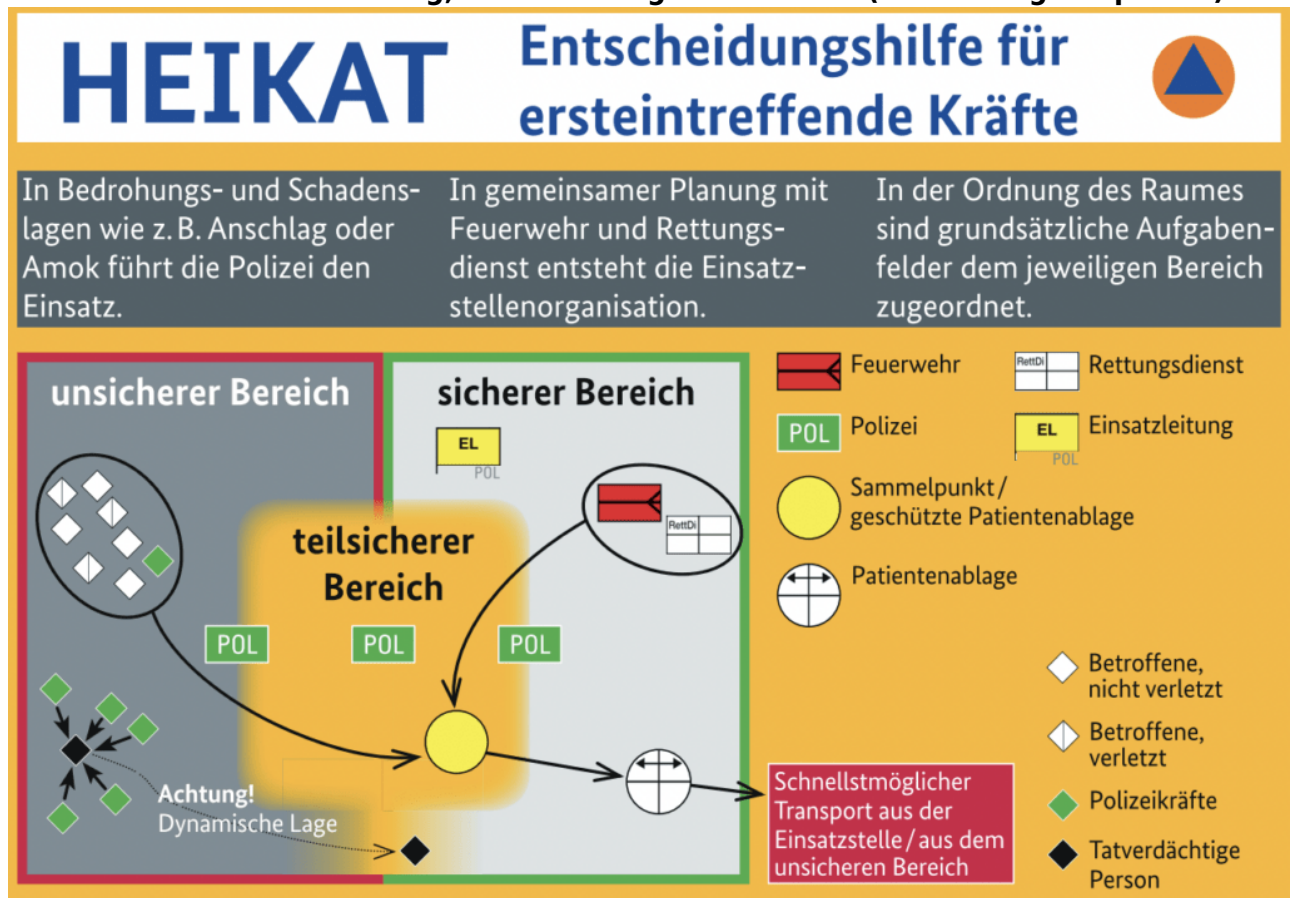 HEIKAT
Entscheidungshilfe für
ersteintreffende Kräfte
In Bedrohungs- und Schadens-
lagen wie z. B. Anschlag oder
Amok führt die Polizei den
Einsatz.
In gemeinsamer Planung mit
Feuerwehr und Rettungs-
dienst entsteht die Einsatz-
stellenorganisation.
In der Ordnung des Raumes
sind grundsätzliche Aufgaben-
felder dem jeweiligen Bereich
zugeordnet.
unsicherer Bereich
sicherer Bereich
EL
POL
RettDi
teilsicherer
Bereich
POL
POL
POL
Achtung!
Dynamische Lage
Feuerwehr
RettDi
Rettungsdienst
POL
Polizei
EL
POL
Einsatzleitung
Sammelpunkt/
geschützte Patientenablage
Patientenablage
Betroffene,
nicht verletzt
Betroffene,
verletzt
Polizeikräfte
Tatverdächtige
Person
Schnellstmöglicher
Transport aus der
Einsatzstelle/aus dem
unsicheren Bereich